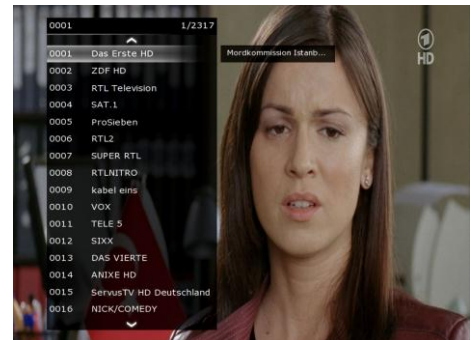 0001 1/2317
0001 Das Erste HD Mordkommission Istanb...
0002 ZDF HD
0003 RTL Television
0004 SAT.1
0005 ProSieben
0006 RTL2
0007 SUPER RTL
0008 RTLNITRO
0009 kabel eins
0010 VOX
0011 TELE 5
0012 SIXX
0013 DAS VIERTE
0014 ANIXE HD
0015 ServusTV HD Deutschland
0016 NICK/COMEDY
1
HD